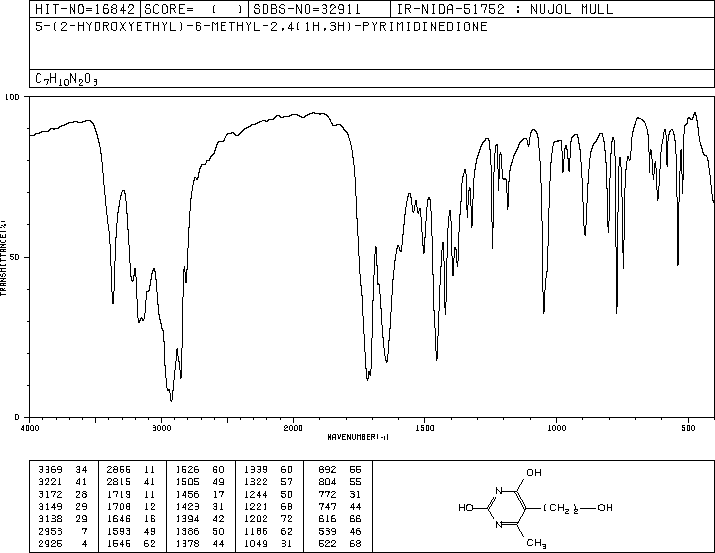 HIT-NO=16842 SCORE= ( ) SDBS-NO=32911 IR-NIDA-51752 : NUJOL MULL
5-(2-HYDROXYETHYL)-6-METHYL-2,4(1H,3H)-PYRIMIDINEDIONE
C7H10N2O3
100
50
0
TRANSMITTANCE(%)
4000 3000 2000 1500 1000 500
WAVENUMBER(-1)
3369 34 2866 11 1626 60 1339 60 892 55
3221 41 2815 41 1505 49 1322 57 804 55
3172 28 1719 11 1456 17 1244 50 772 31
3149 29 1708 12 1423 31 1221 68 747 44
3138 29 1646 16 1394 42 1202 72 616 66
2953 7 1593 49 1386 50 1186 62 539 46
2926 4 1545 62 1378 44 1049 31 522 68
OH
N
HO
N
(CH2)2
OH
CH3